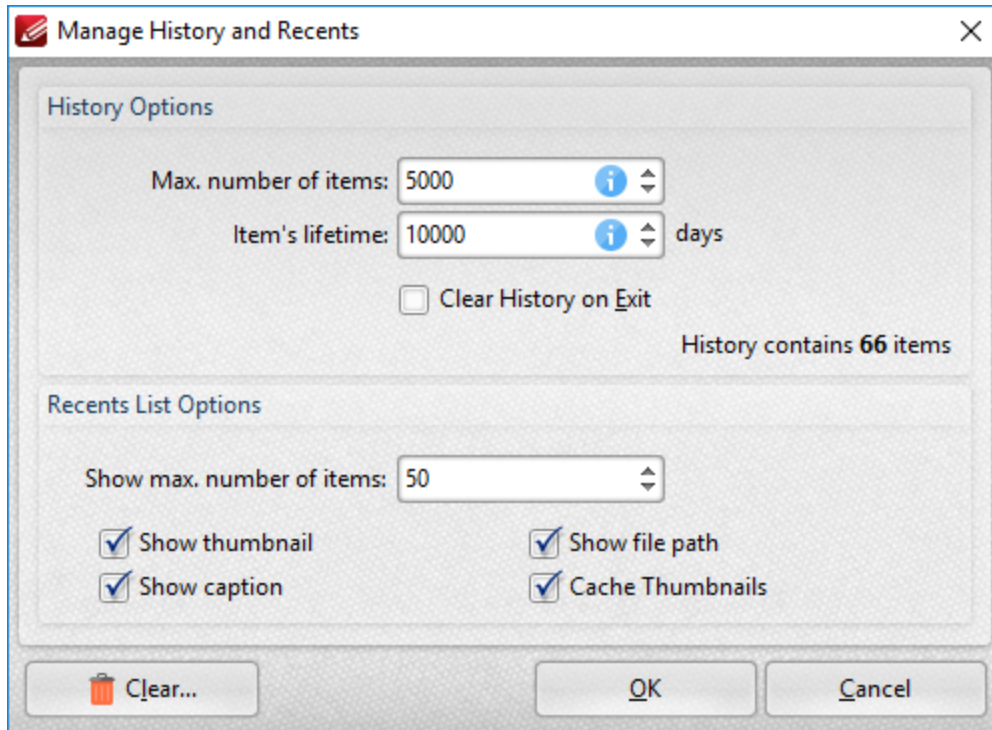 Manage History and Recents
History Options
Max. number of items: 5000
Item's lifetime: 10000 days
Clear History on Exit
History contains 66 items
Recents List Options
Show max. number of items: 50
Show thumbnail Show file path
Show caption Cache Thumbnails
Clear... OK Cancel